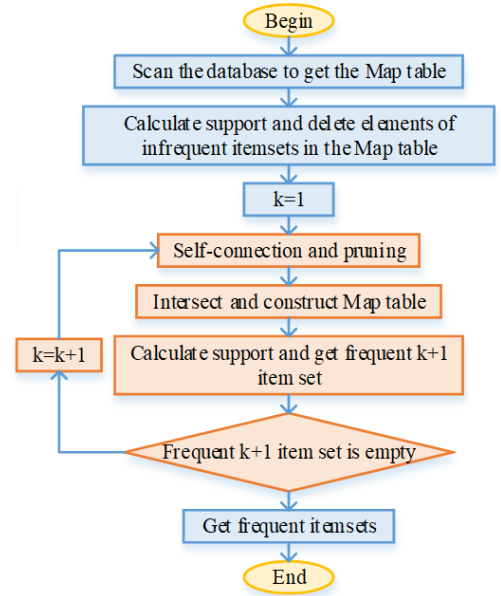 Begin
Scan the database to get the Map table
Calculate support and delete elements of
infrequent itemsets in the Map table
k=1
Self-connection and pruning
Intersect and construct Map table
k=k+1
Calculate support and get frequent k+1
item set
Frequent k+1 item set is empty
Get frequent itemsets
End